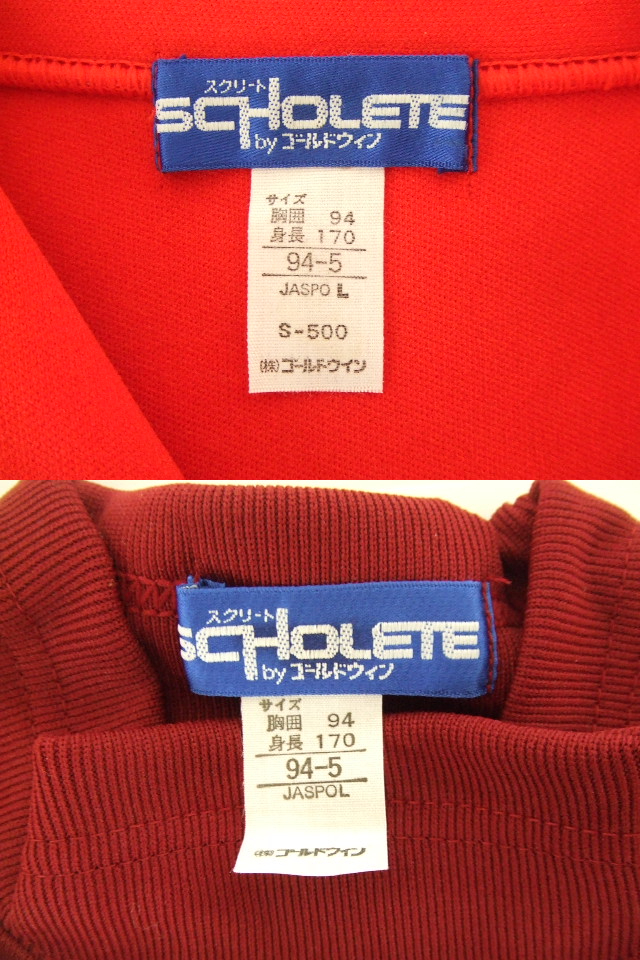 スクリート
SCHOLETE
by ゴールドウィン
サイズ
胸囲 94
身長 170
94-5
JASPO L
S-500
(株)ゴールドウイン
スクリート
SCHOLETE
by ゴールドウィン
サイズ
胸囲 94
身長 170
94-5
JASPO L
(株)ゴールドウイン